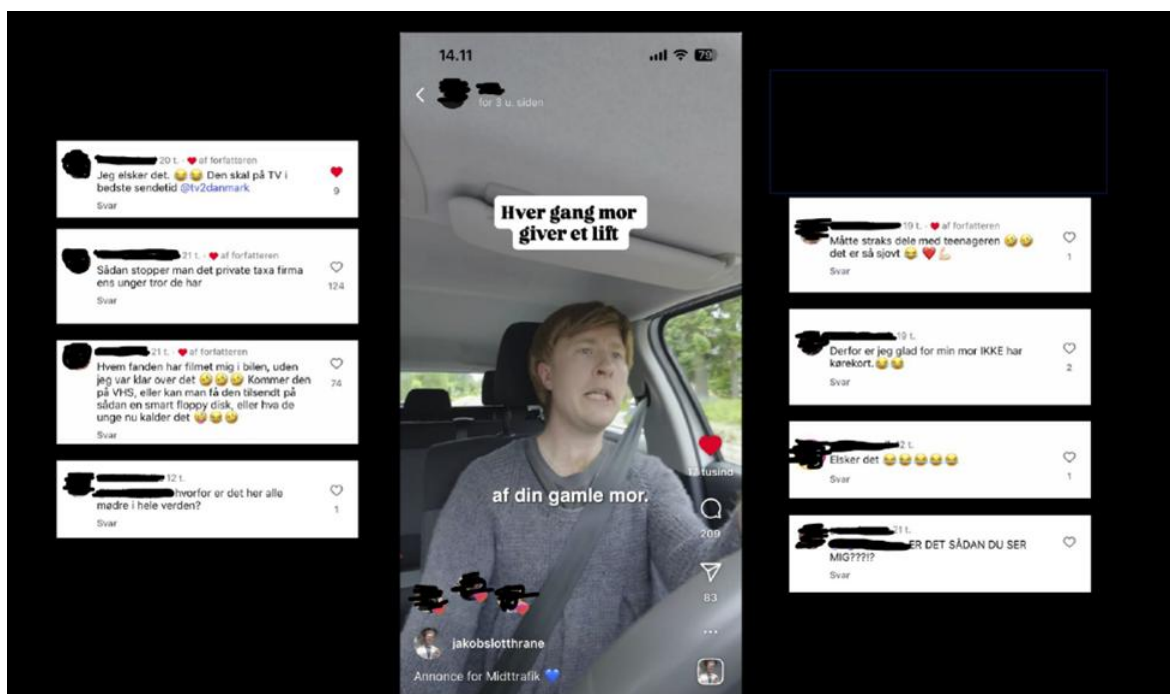 20 t. · ❤ af forfatteren
Jeg elsker det. 😂😂 Den skal på TV i
bedste sendetid @tv2danmark
9
Svar
21 t. · ❤ af forfatteren
Sådan stopper man det private taxa firma
ens unger tror de har
124
Svar
21 t. · ❤ af forfatteren
Hvem fanden har filmet mig i bilen, uden
jeg var klar over det 🤣🤣🤣 Kommer den
på VHS, eller kan man få den tilsendt på
sådan en smart floppy disk, eller hva de
unge nu kalder det 🤣😂🤣
74
Svar
12 t.
hvorfor er det her alle
mødre i hele verden?
1
Svar
14.11
79
for 3 u. siden
Hver gang mor
giver et lift
af din gamle mor.
tusind
209
83
jakobslotthrane
Annonce for Midttrafik 💙
19 t. · ❤ af forfatteren
Måtte straks dele med teenageren 🤣🤣
det er så sjovt 😂 ❤️💪🏻
1
Svar
19 t.
Derfor er jeg glad for min mor IKKE har
kørekort.😂😂
2
Svar
2 t.
Elsker det 😂😂😂😂😂
1
Svar
21 t.
ER DET SÅDAN DU SER
MIG???!?
Svar